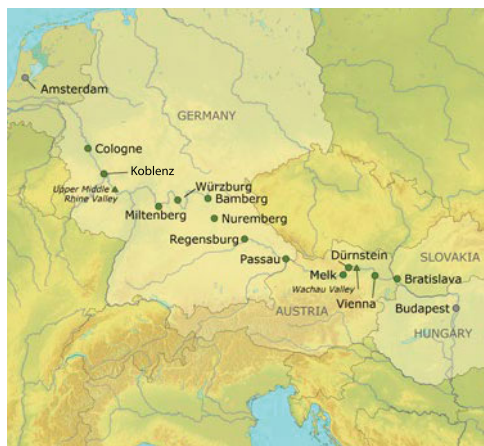 Amsterdam
GERMANY
Cologne
Koblenz
Upper Middle
Rhine Valley
Würzburg
Bamberg
Miltenberg
Nuremberg
Regensburg
Passau
Dürnstein
SLOVAKIA
Melk
Bratislava
Wachau Valley
Vienna
AUSTRIA
Budapest
HUNGARY